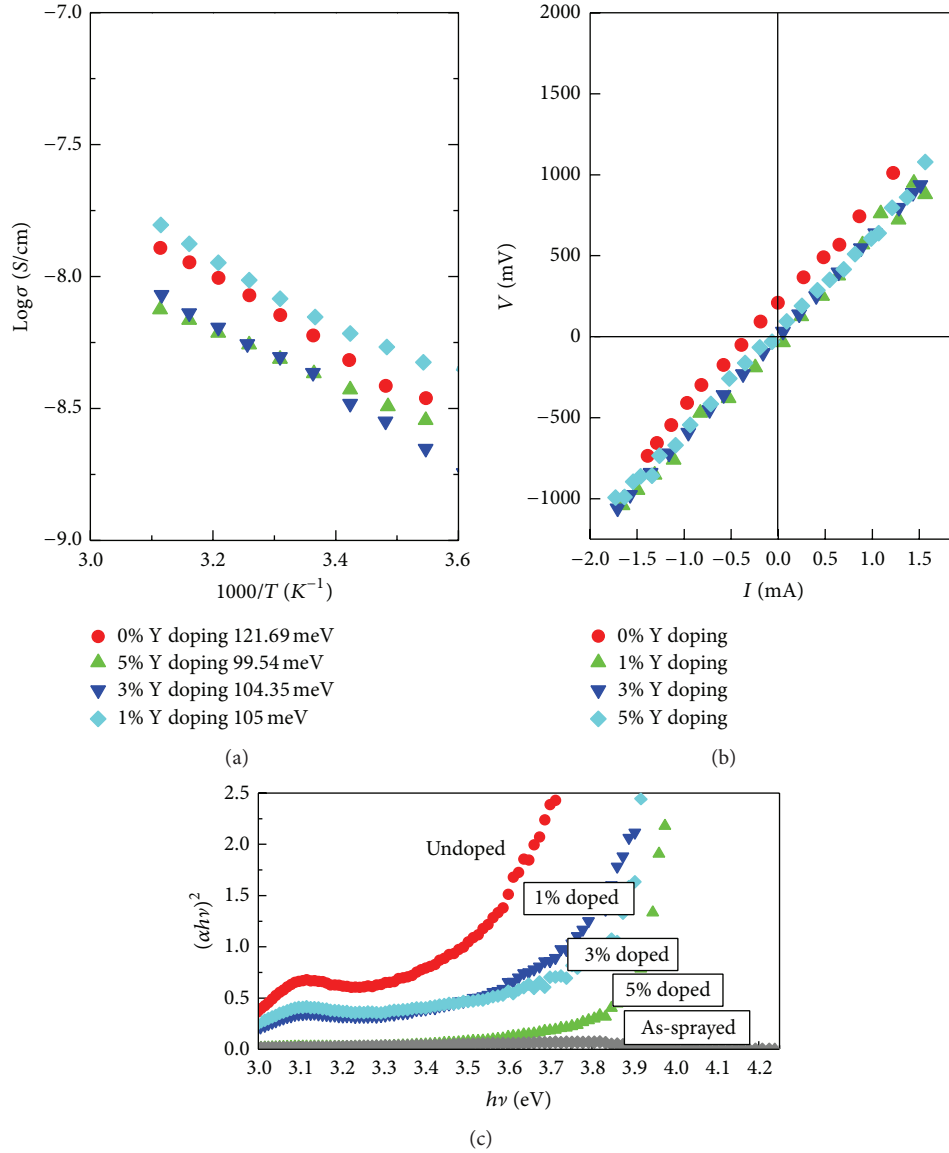 −7.0
−7.5
−8.0
−8.5
−9.0
Log σ (S/cm)
3.0
3.2
3.4
3.6
1000/T (K⁻¹)
0% Y doping 121.69 meV
5% Y doping 99.54 meV
3% Y doping 104.35 meV
1% Y doping 105 meV
(a)
2000
1500
1000
500
0
−500
−1000
V (mV)
−2.0 −1.5 −1.0 −0.5 0.0 0.5 1.0 1.5
I (mA)
0% Y doping
1% Y doping
3% Y doping
5% Y doping
(b)
2.5
2.0
1.5
1.0
0.5
0.0
(αhν)²
Undoped
1% doped
3% doped
5% doped
As-sprayed
3.0 3.1 3.2 3.3 3.4 3.5 3.6 3.7 3.8 3.9 4.0 4.1 4.2
hν (eV)
(c)